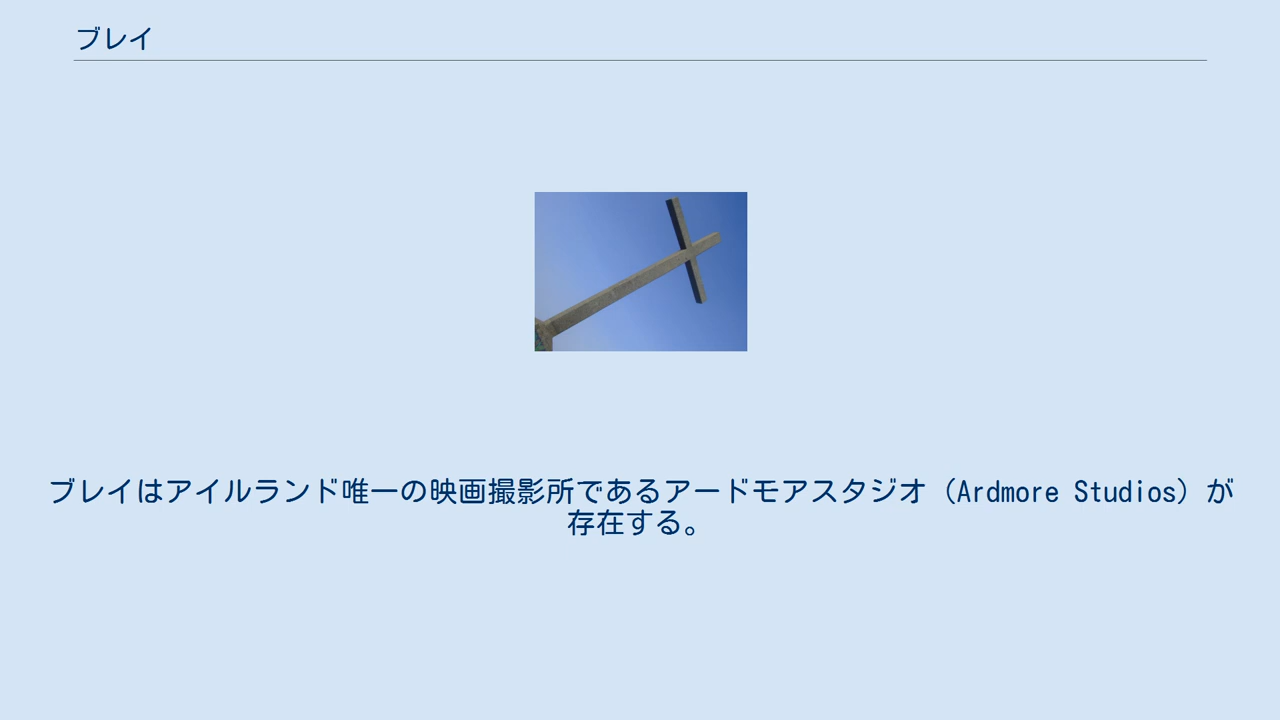 ブレイ
ブレイはアイルランド唯一の映画撮影所であるアードモアスタジオ（Ardmore Studios）が
存在する。